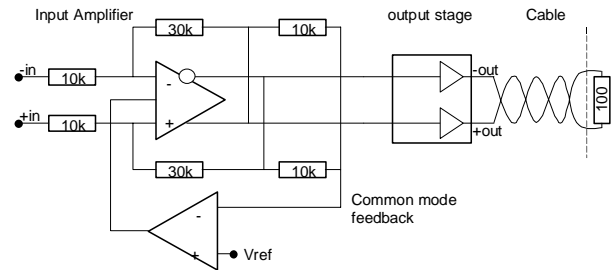 Input Amplifier
output stage
Cable
30k
10k
-in
10k
-
-out
+in
10k
+
+out
100
30k
10k
Common mode
feedback
-
+
Vref